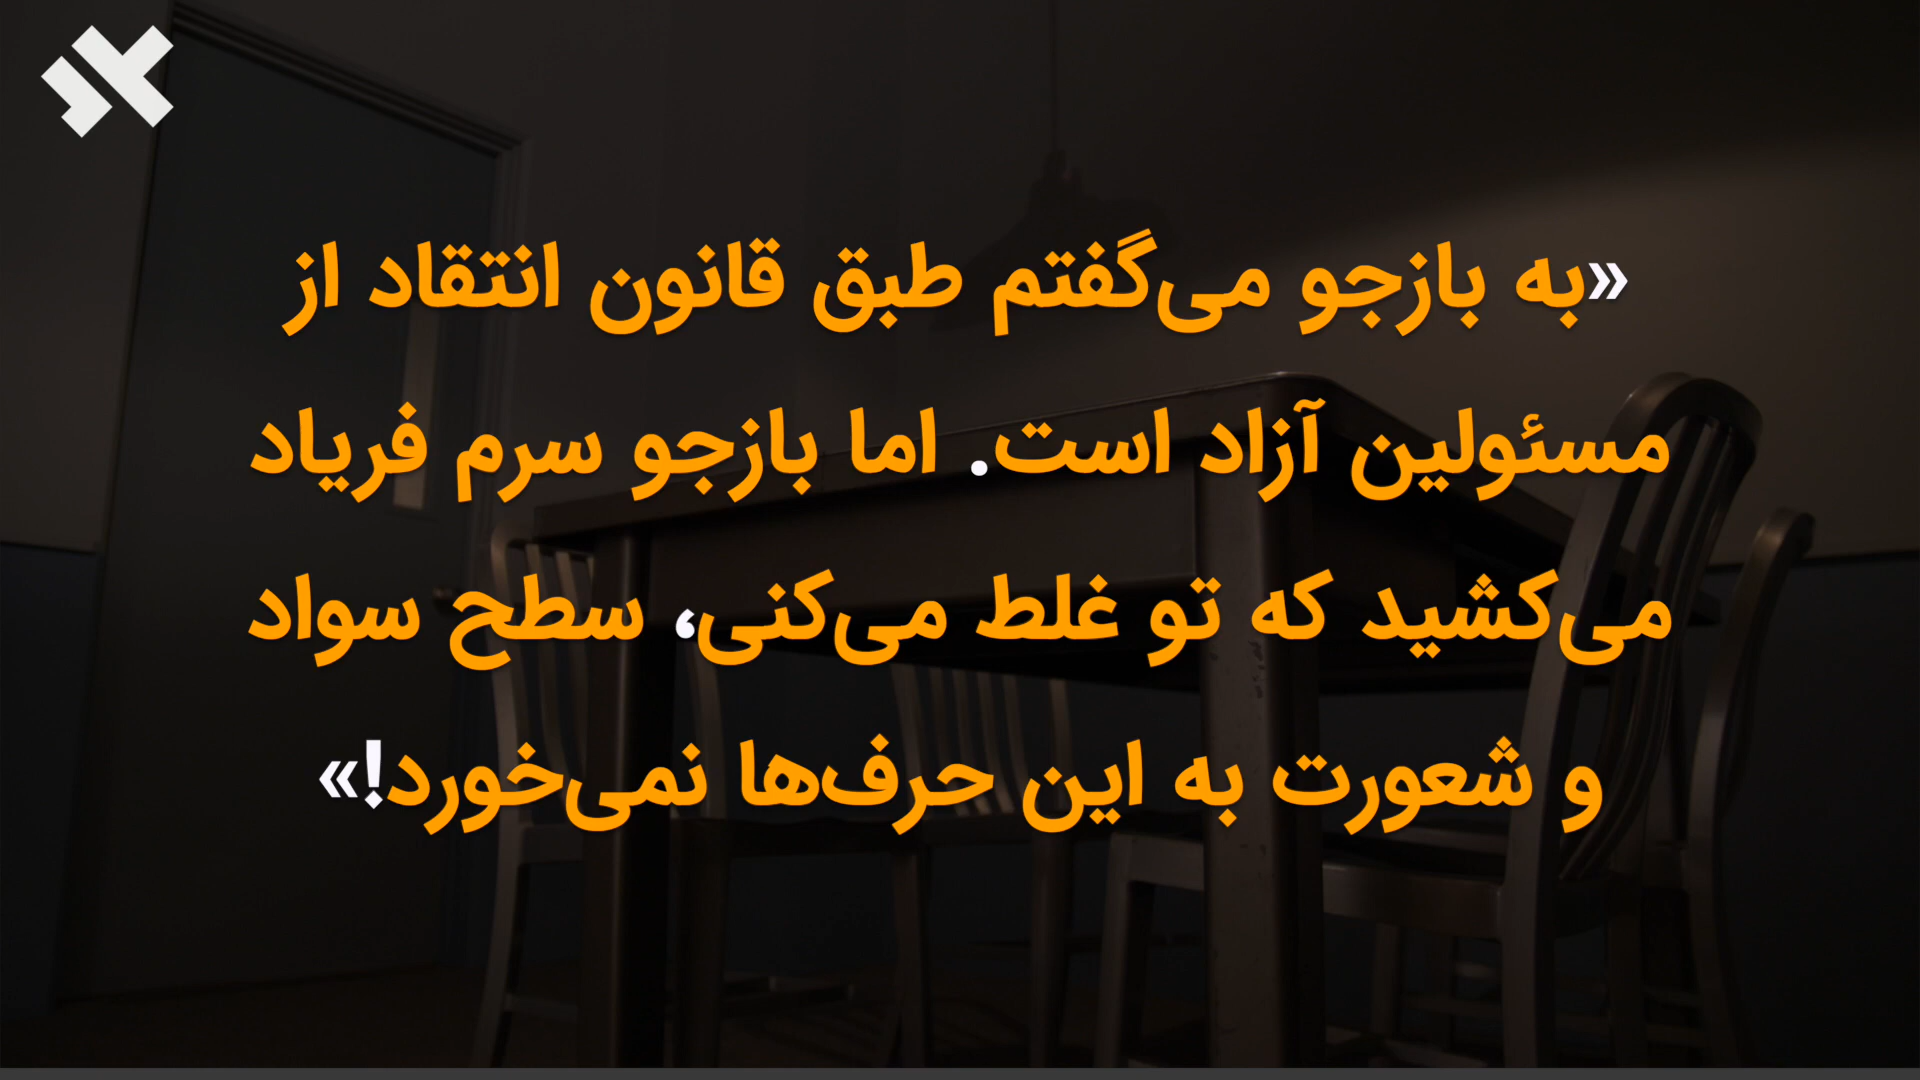 «به بازجو می‌گفتم طبق قانون انتقاد از
مسئولین آزاد است. اما بازجو سرم فریاد
می‌کشید که تو غلط می‌کنی، سطح سواد
و شعورت به این حرف‌ها نمی‌خورد!»